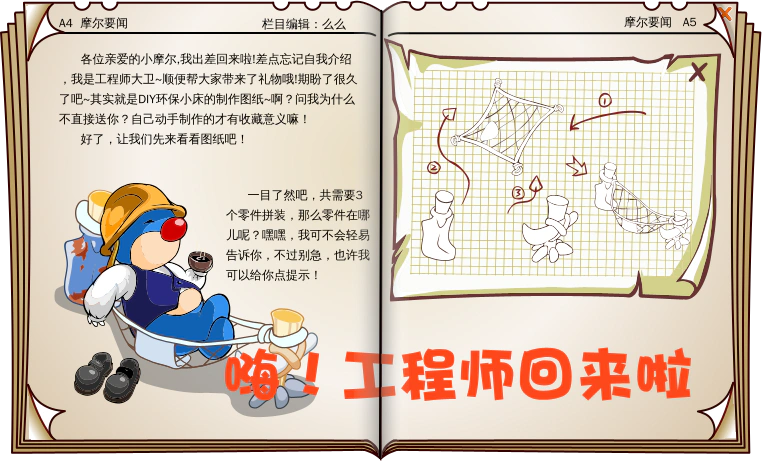 A4 摩尔要闻
栏目编辑：么么
摩尔要闻 A5
各位亲爱的小摩尔,我出差回来啦!差点忘记自我介绍
，我是工程师大卫~顺便帮大家带来了礼物哦!期盼了很久
了吧~其实就是DIY环保小床的制作图纸~啊？问我为什么
不直接送你？自己动手制作的才有收藏意义嘛！
好了，让我们先来看看图纸吧！
一目了然吧，共需要3
个零件拼装，那么零件在哪
儿呢？嘿嘿，我可不会轻易
告诉你，不过别急，也许我
可以给你点提示！
①
②
③
嗨！工程师回来啦